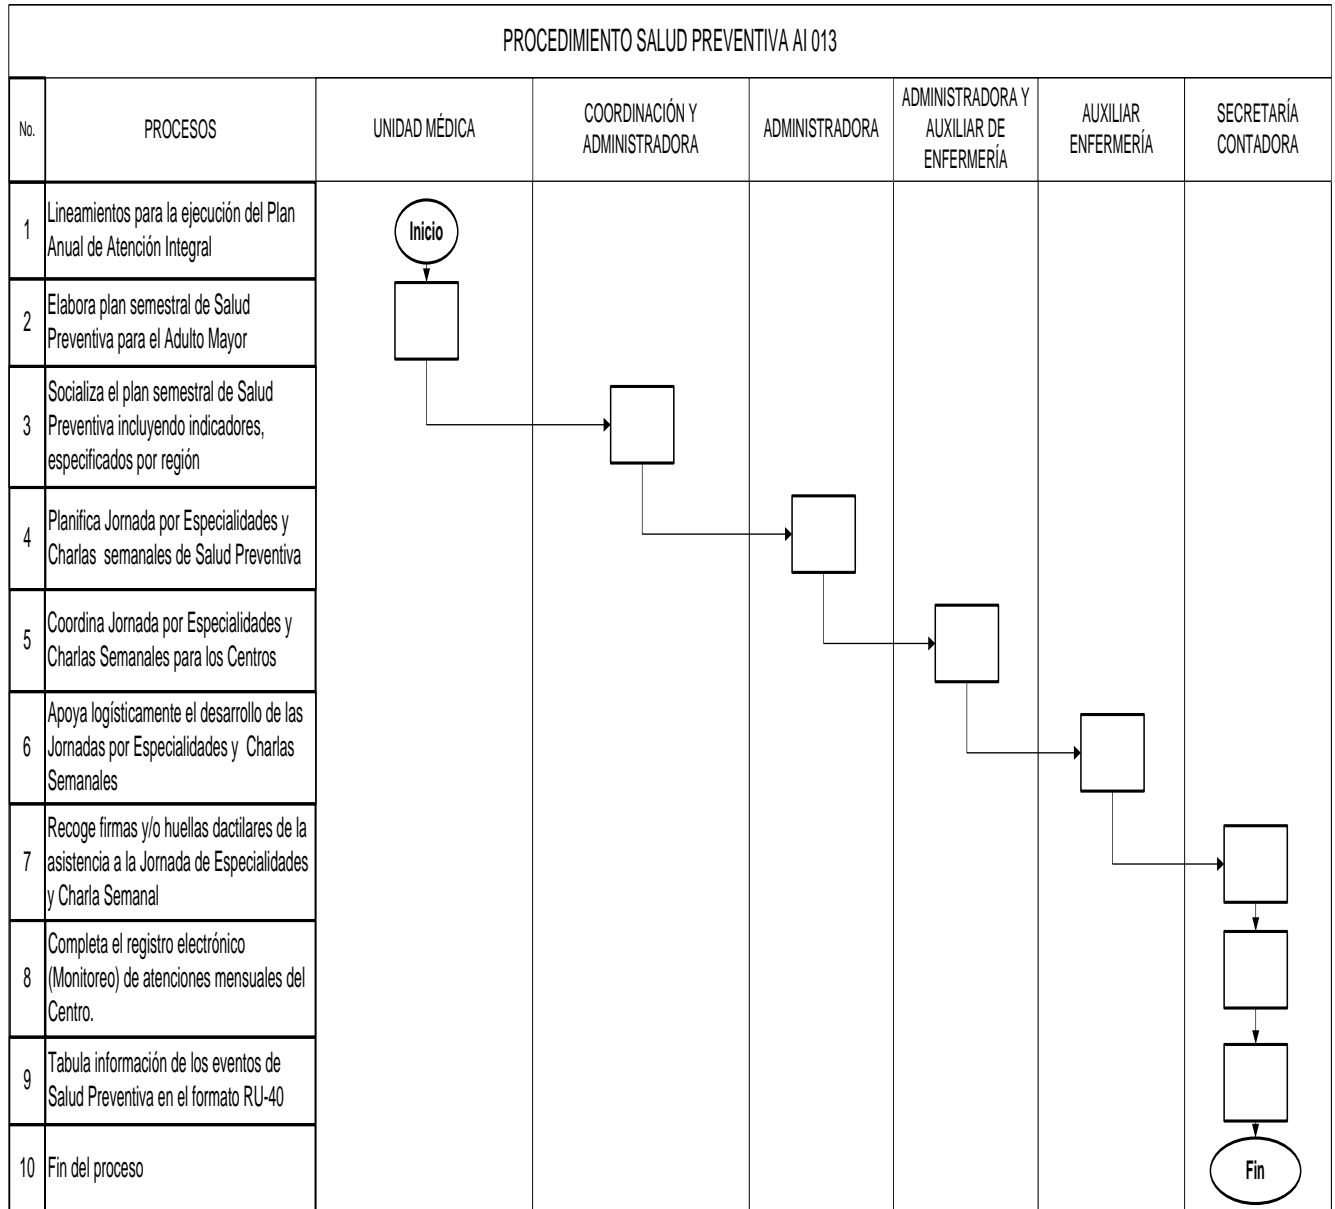 PROCEDIMIENTO SALUD PREVENTIVA AI 013
No.
PROCESOS
UNIDAD MÉDICA
COORDINACIÓN Y
ADMINISTRADORA
ADMINISTRADORA
ADMINISTRADORA Y
AUXILIAR DE
ENFERMERÍA
AUXILIAR
ENFERMERÍA
SECRETARÍA
CONTADORA
1
Lineamientos para la ejecución del Plan
Anual de Atención Integral
Inicio
2
Elabora plan semestral de Salud
Preventiva para el Adulto Mayor
3
Socializa el plan semestral de Salud
Preventiva incluyendo indicadores,
especificados por región
4
Planifica Jornada por Especialidades y
Charlas semanales de Salud Preventiva
5
Coordina Jornada por Especialidades y
Charlas Semanales para los Centros
6
Apoya logísticamente el desarrollo de las
Jornadas por Especialidades y Charlas
Semanales
7
Recoge firmas y/o huellas dactilares de la
asistencia a la Jornada de Especialidades
y Charla Semanal
8
Completa el registro electrónico
(Monitoreo) de atenciones mensuales del
Centro.
9
Tabula información de los eventos de
Salud Preventiva en el formato RU-40
10
Fin del proceso
Fin